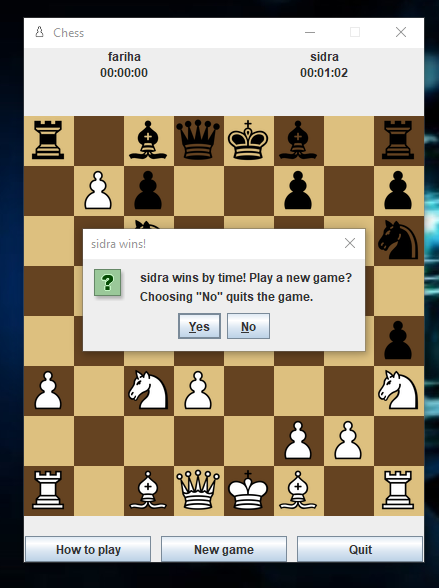 Chess
fariha
sidra
00:00:00
00:01:02
sidra wins!
sidra wins by time! Play a new game?
Choosing "No" quits the game.
Yes
No
How to play
New game
Quit